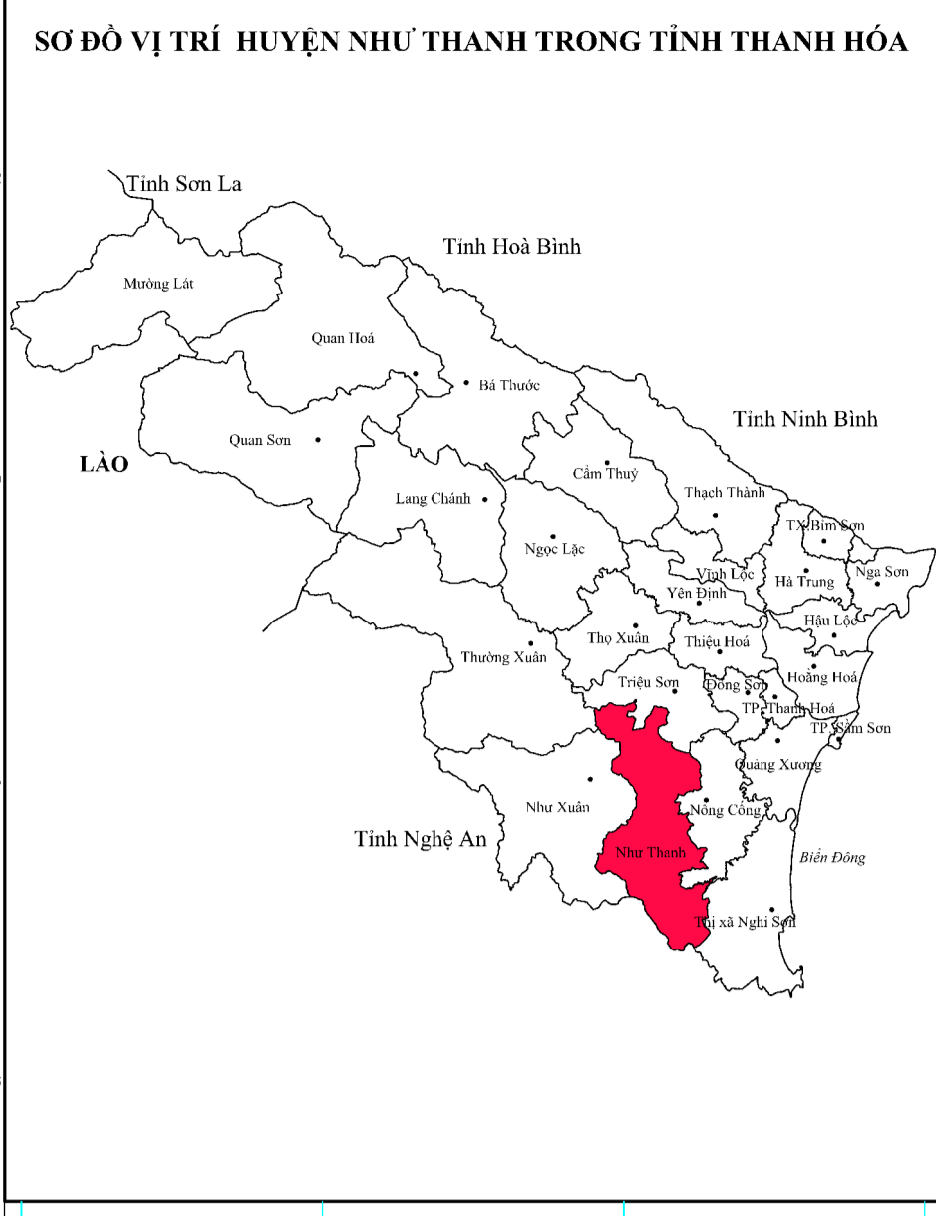 SƠ ĐỒ VỊ TRÍ HUYỆN NHƯ THANH TRONG TỈNH THANH HÓA
Tỉnh Sơn La
Tỉnh Hoà Bình
Mường Lát
Quan Hoá
Bá Thước
Tỉnh Ninh Bình
Quan Sơn
LÀO
Cẩm Thuỷ
Thạch Thành
Lang Chánh
TX.Bỉm Sơn
Ngọc Lặc
Vĩnh Lộc
Hà Trung
Nga Sơn
Yên Định
Hậu Lộc
Thọ Xuân
Thiệu Hoá
Thường Xuân
Hoằng Hoá
Triệu Sơn
Đông Sơn
TP.Thanh Hoá
TP.Sầm Sơn
Quảng Xương
Như Xuân
Nông Cống
Tỉnh Nghệ An
Như Thanh
Biển Đông
Thị xã Nghi Sơn